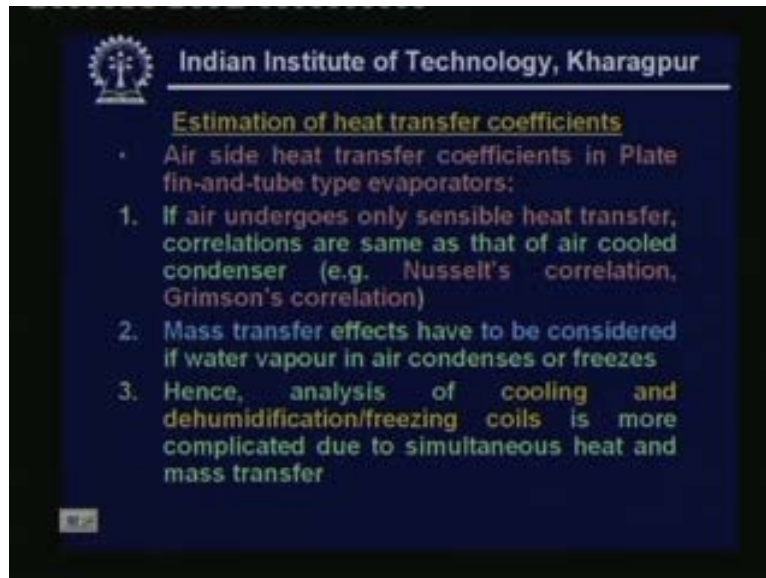 Indian Institute of Technology, Kharagpur
Estimation of heat transfer coefficients
• Air side heat transfer coefficients in Plate
fin-and-tube type evaporators:
1. If air undergoes only sensible heat transfer,
correlations are same as that of air cooled
condenser (e.g. Nusselt's correlation,
Grimson's correlation)
2. Mass transfer effects have to be considered
if water vapour in air condenses or freezes
3. Hence, analysis of cooling and
dehumidification/freezing coils is more
complicated due to simultaneous heat and
mass transfer